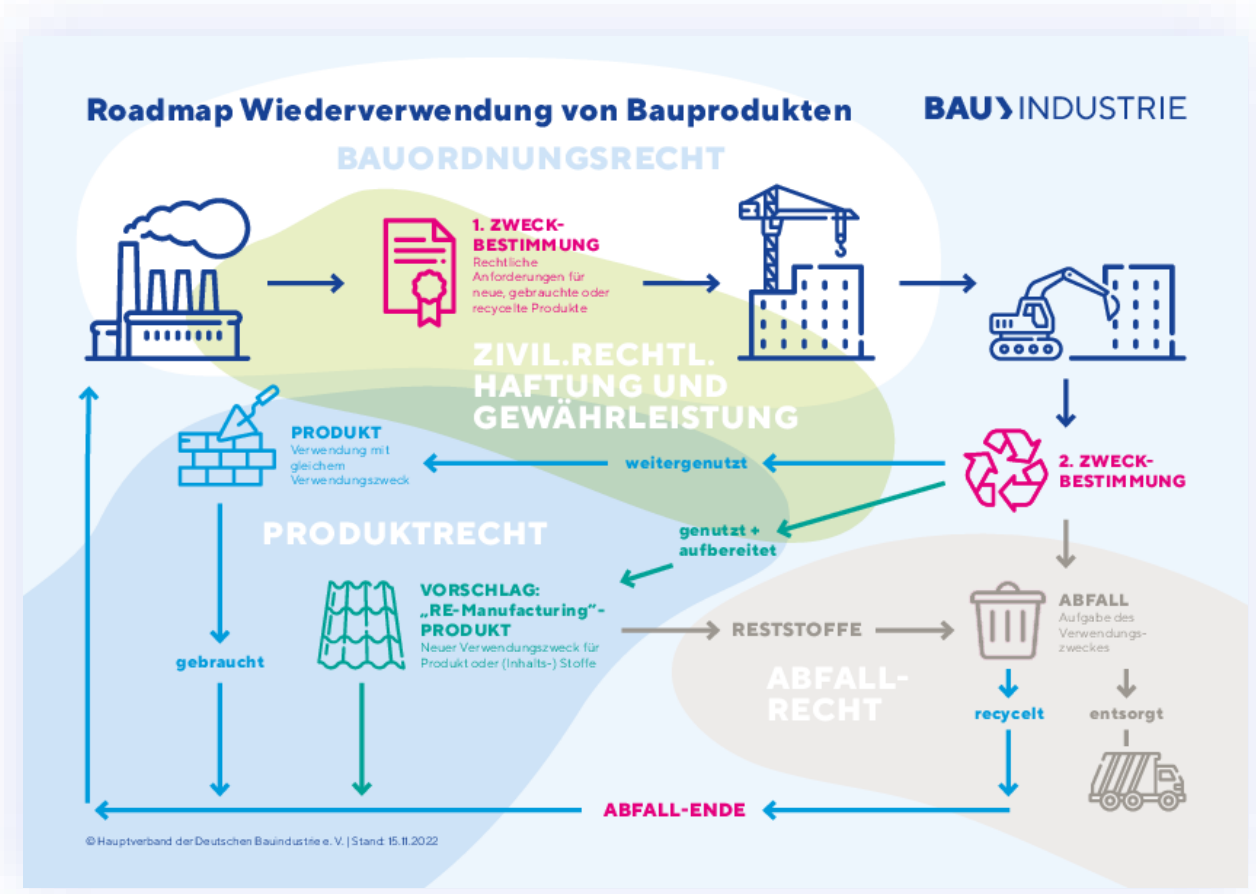 Roadmap Wiederverwendung von Bauprodukten
BAU❯INDUSTRIE
BAUORDNUNGSRECHT
1. ZWECK-
BESTIMMUNG
Rechtliche
Anforderungen für
neue, gebrauchte oder
recycelte Produkte
ZIVIL.RECHTL.
HAFTUNG UND
GEWÄHRLEISTUNG
PRODUKT
Verwendung mit
gleichem
Verwendungszweck
weitergenutzt
2. ZWECK-
BESTIMMUNG
PRODUKTRECHT
genutzt +
aufbereitet
VORSCHLAG:
„RE-Manufacturing“-
PRODUKT
Neuer Verwendungszweck für
Produkt oder (Inhalts-) Stoffe
RESTSTOFFE
ABFALL
Aufgabe des
Verwendungs-
zweckes
gebraucht
ABFALL-
RECHT
recycelt
entsorgt
ABFALL-ENDE
© Hauptverband der Deutschen Bauindustrie e. V. | Stand: 15.11.2022